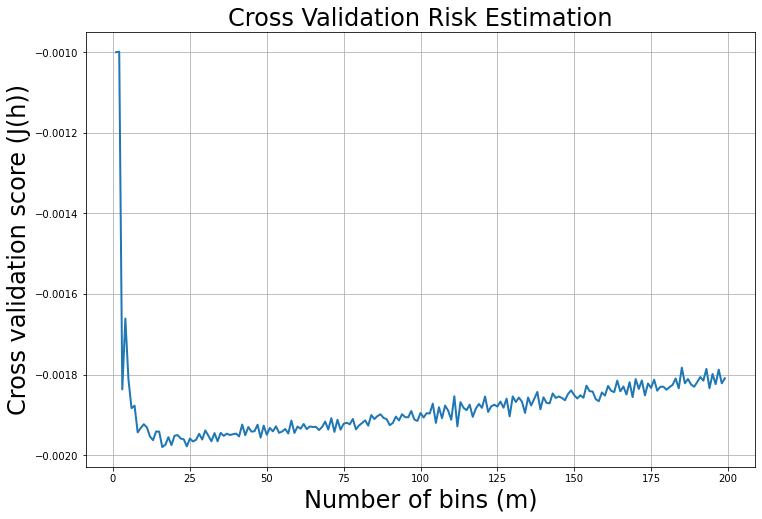 Cross Validation Risk Estimation
Cross validation score (J(h))
−0.0010
−0.0012
−0.0014
−0.0016
−0.0018
−0.0020
0 25 50 75 100 125 150 175 200
Number of bins (m)